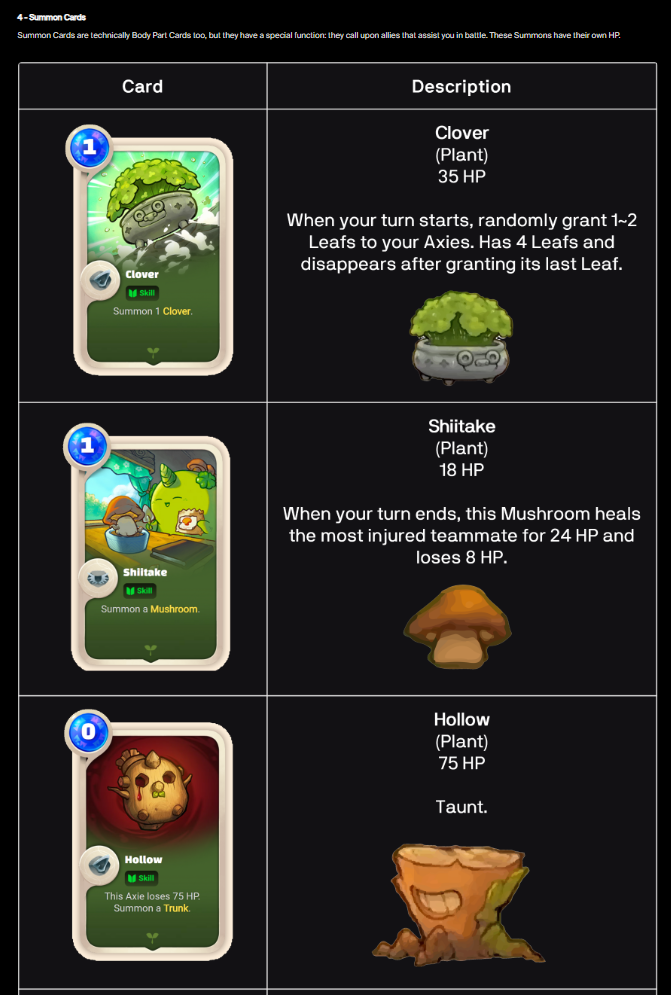 4 - Summon Cards
Summon Cards are technically Body Part Cards too, but they have a special function: they call upon allies that assist you in battle. These Summons have their own HP.
Card
Description
1
Clover
Skill
Summon 1 Clover.
Clover
(Plant)
35 HP
When your turn starts, randomly grant 1~2
Leafs to your Axies. Has 4 Leafs and
disappears after granting its last Leaf.
1
Shiitake
Skill
Summon a Mushroom.
Shiitake
(Plant)
18 HP
When your turn ends, this Mushroom heals
the most injured teammate for 24 HP and
loses 8 HP.
0
Hollow
Skill
This Axie loses 75 HP.
Summon a Trunk.
Hollow
(Plant)
75 HP
Taunt.